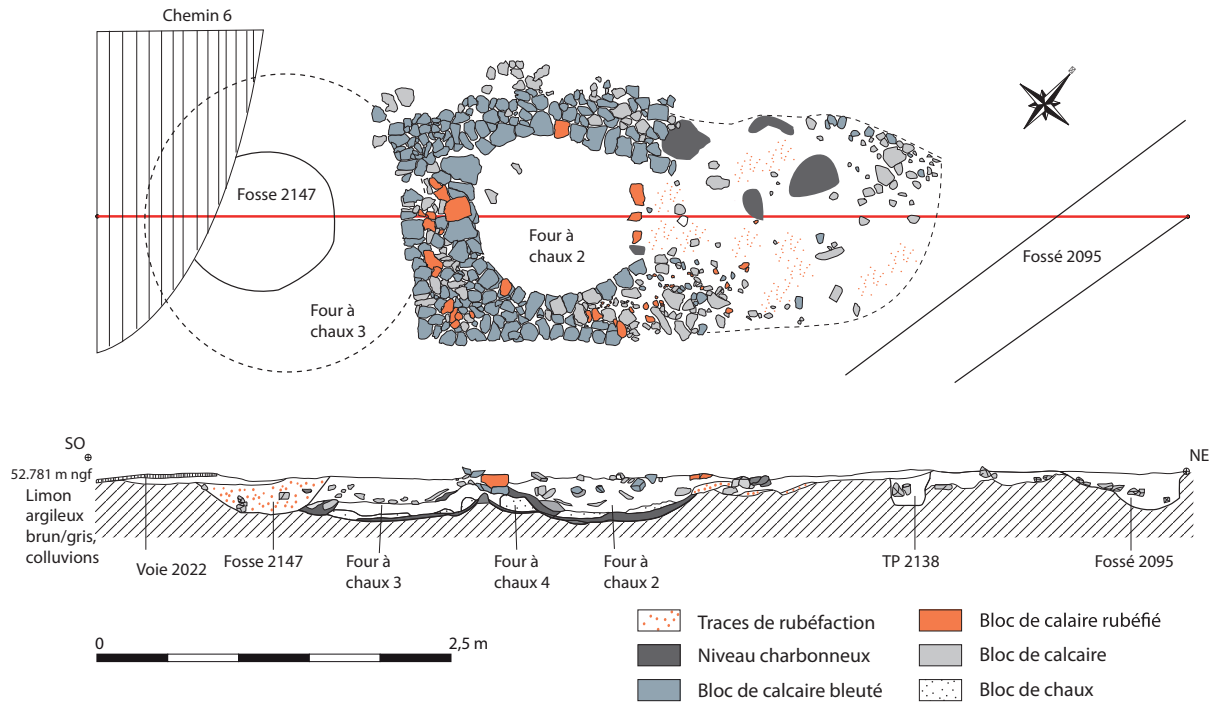 Chemin 6
Fosse 2147
Four à
chaux 2
Four à
chaux 3
Fossé 2095
SO
NE
52.781 m ngf
Limon
argileux
brun/gris,
colluvions
Voie 2022
Fosse 2147
Four à
chaux 3
Four à
chaux 4
Four à
chaux 2
TP 2138
Fossé 2095
0
2,5 m
Traces de rubéfaction
Niveau charbonneux
Bloc de calcaire bleuté
Bloc de calaire rubéfié
Bloc de calcaire
Bloc de chaux